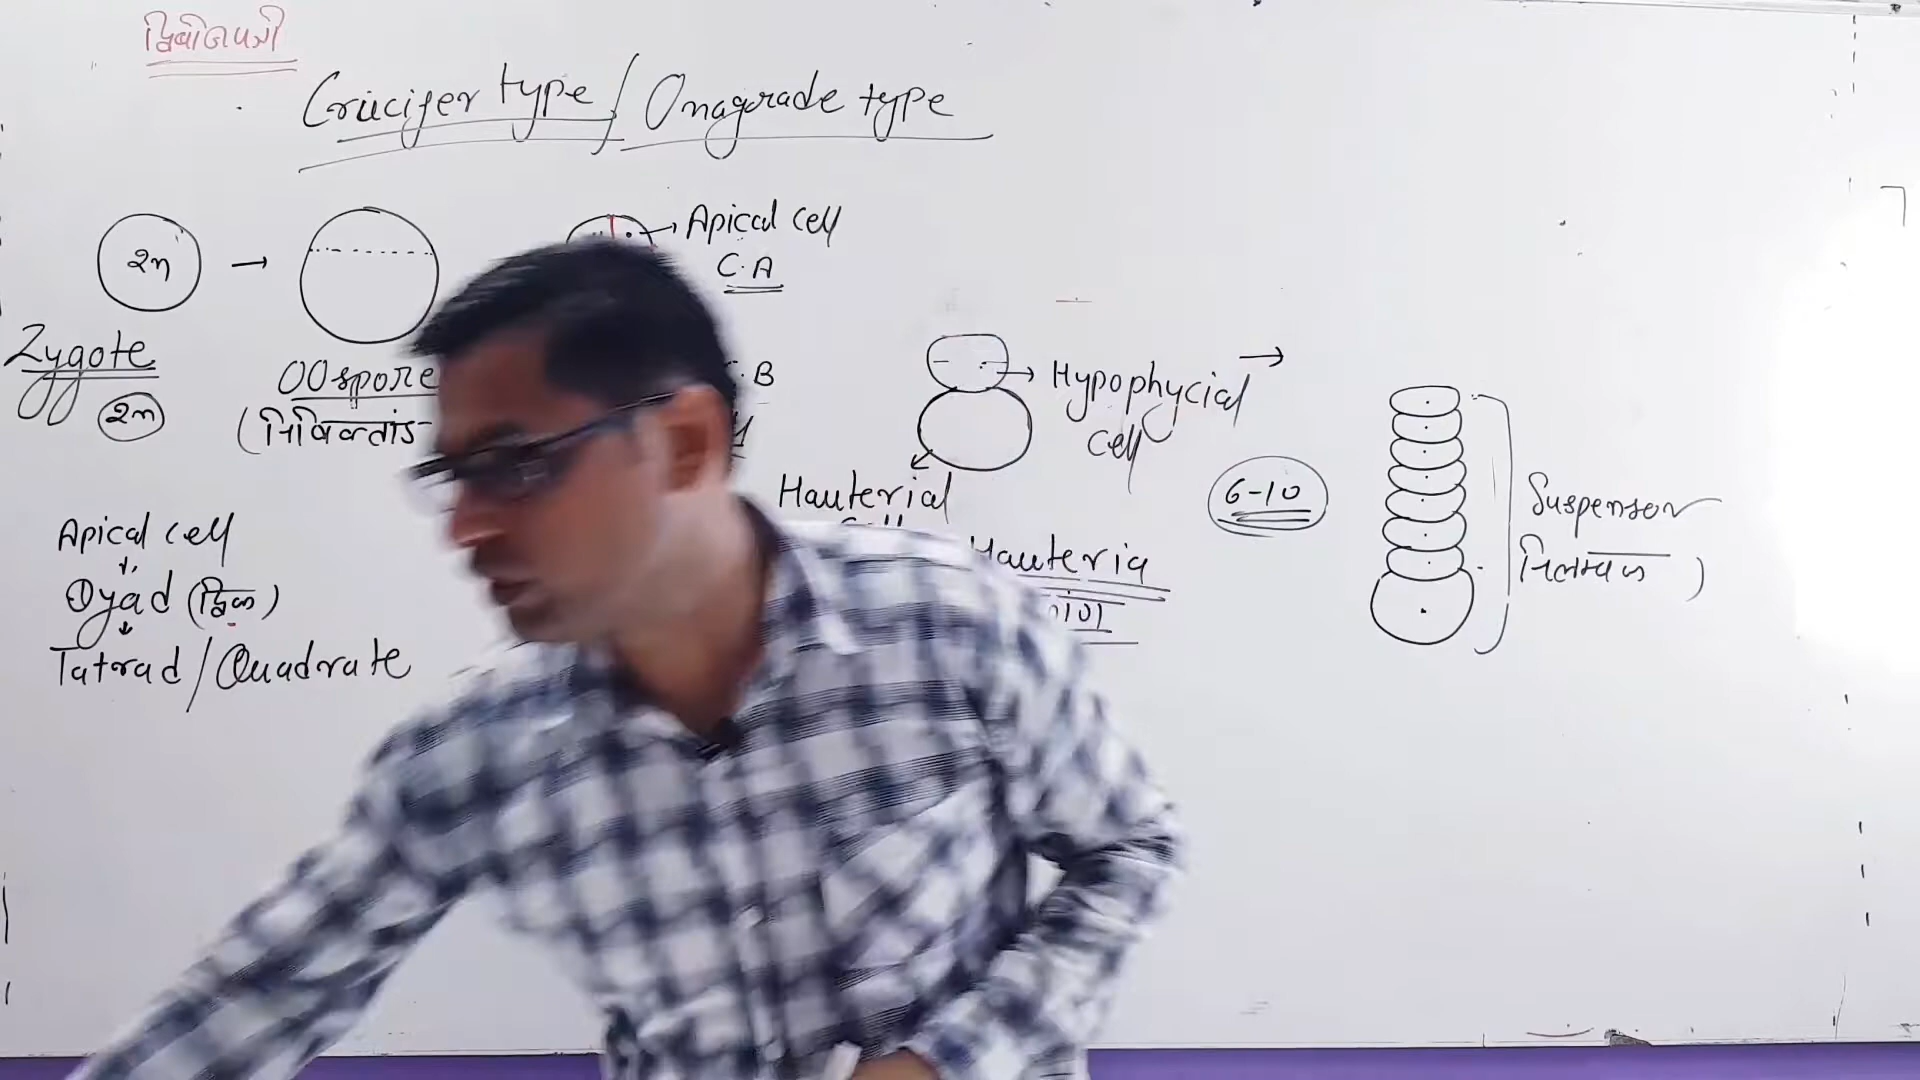 द्विबीजपत्री
Crucifer type / Onagrade type
2n
Apical cell
C.A
Zygote
2n
Oospore
B
Hypophycial
cell
Hauterial
6-10
Suspensor
Apical cell
Dyad (द्विक)
Tatrad / Quadrate
Hauteria